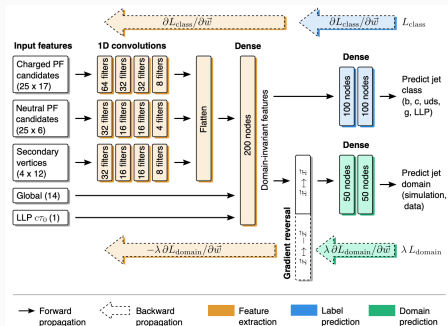 ∂L_class/∂w⃗
∂L_class/∂w⃗
L_class
Input features
1D convolutions
Dense
Dense
Charged PF
candidates
(25 x 17)
64 filters
32 filters
32 filters
8 filters
Neutral PF
candidates
(25 x 6)
32 filters
16 filters
16 filters
4 filters
Secondary
vertices
(4 x 12)
32 filters
16 filters
16 filters
8 filters
Flatten
200 nodes
Domain-invariant features
100 nodes
100 nodes
Predict jet
class
(b, c, uds,
g, LLP)
Global (14)
LLP cτ₀ (1)
Gradient reversal
Dense
50 nodes
50 nodes
Predict jet
domain
(simulation,
data)
−λ ∂L_domain/∂w⃗
λ ∂L_domain/∂w⃗
λ L_domain
Forward
propagation
Backward
propagation
Feature
extraction
Label
prediction
Domain
prediction